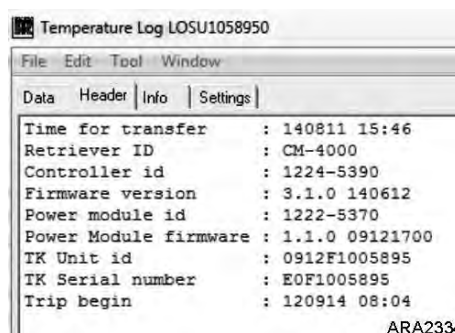 Temperature Log LOSU1058950
File Edit Tool Window
Data Header Info Settings
Time for transfer : 140811 15:46
Retriever ID : CM-4000
Controller id : 1224-5390
Firmware version : 3.1.0 140612
Power module id : 1222-5370
Power Module firmware : 1.1.0 09121700
TK Unit id : 0912F1005895
TK Serial number : E0F1005895
Trip begin : 120914 08:04